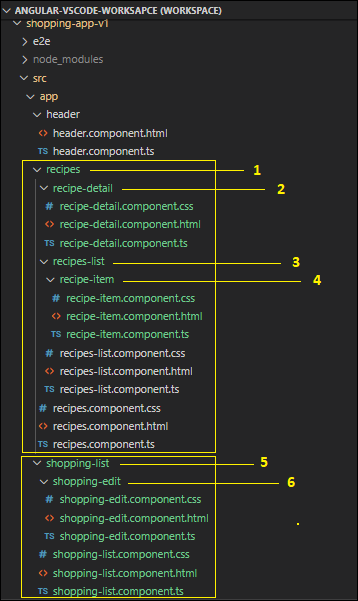 ANGULAR-VSCODE-WORKSAPCE (WORKSPACE)
shopping-app-v1
e2e
node_modules
src
app
header
<> header.component.html
TS header.component.ts
recipes 1
recipe-detail 2
# recipe-detail.component.css
<> recipe-detail.component.html
TS recipe-detail.component.ts
recipes-list 3
recipe-item 4
# recipe-item.component.css
<> recipe-item.component.html
TS recipe-item.component.ts
# recipes-list.component.css
<> recipes-list.component.html
TS recipes-list.component.ts
# recipes.component.css
<> recipes.component.html
TS recipes.component.ts
shopping-list 5
shopping-edit 6
# shopping-edit.component.css
<> shopping-edit.component.html
TS shopping-edit.component.ts
# shopping-list.component.css
<> shopping-list.component.html
TS shopping-list.component.ts